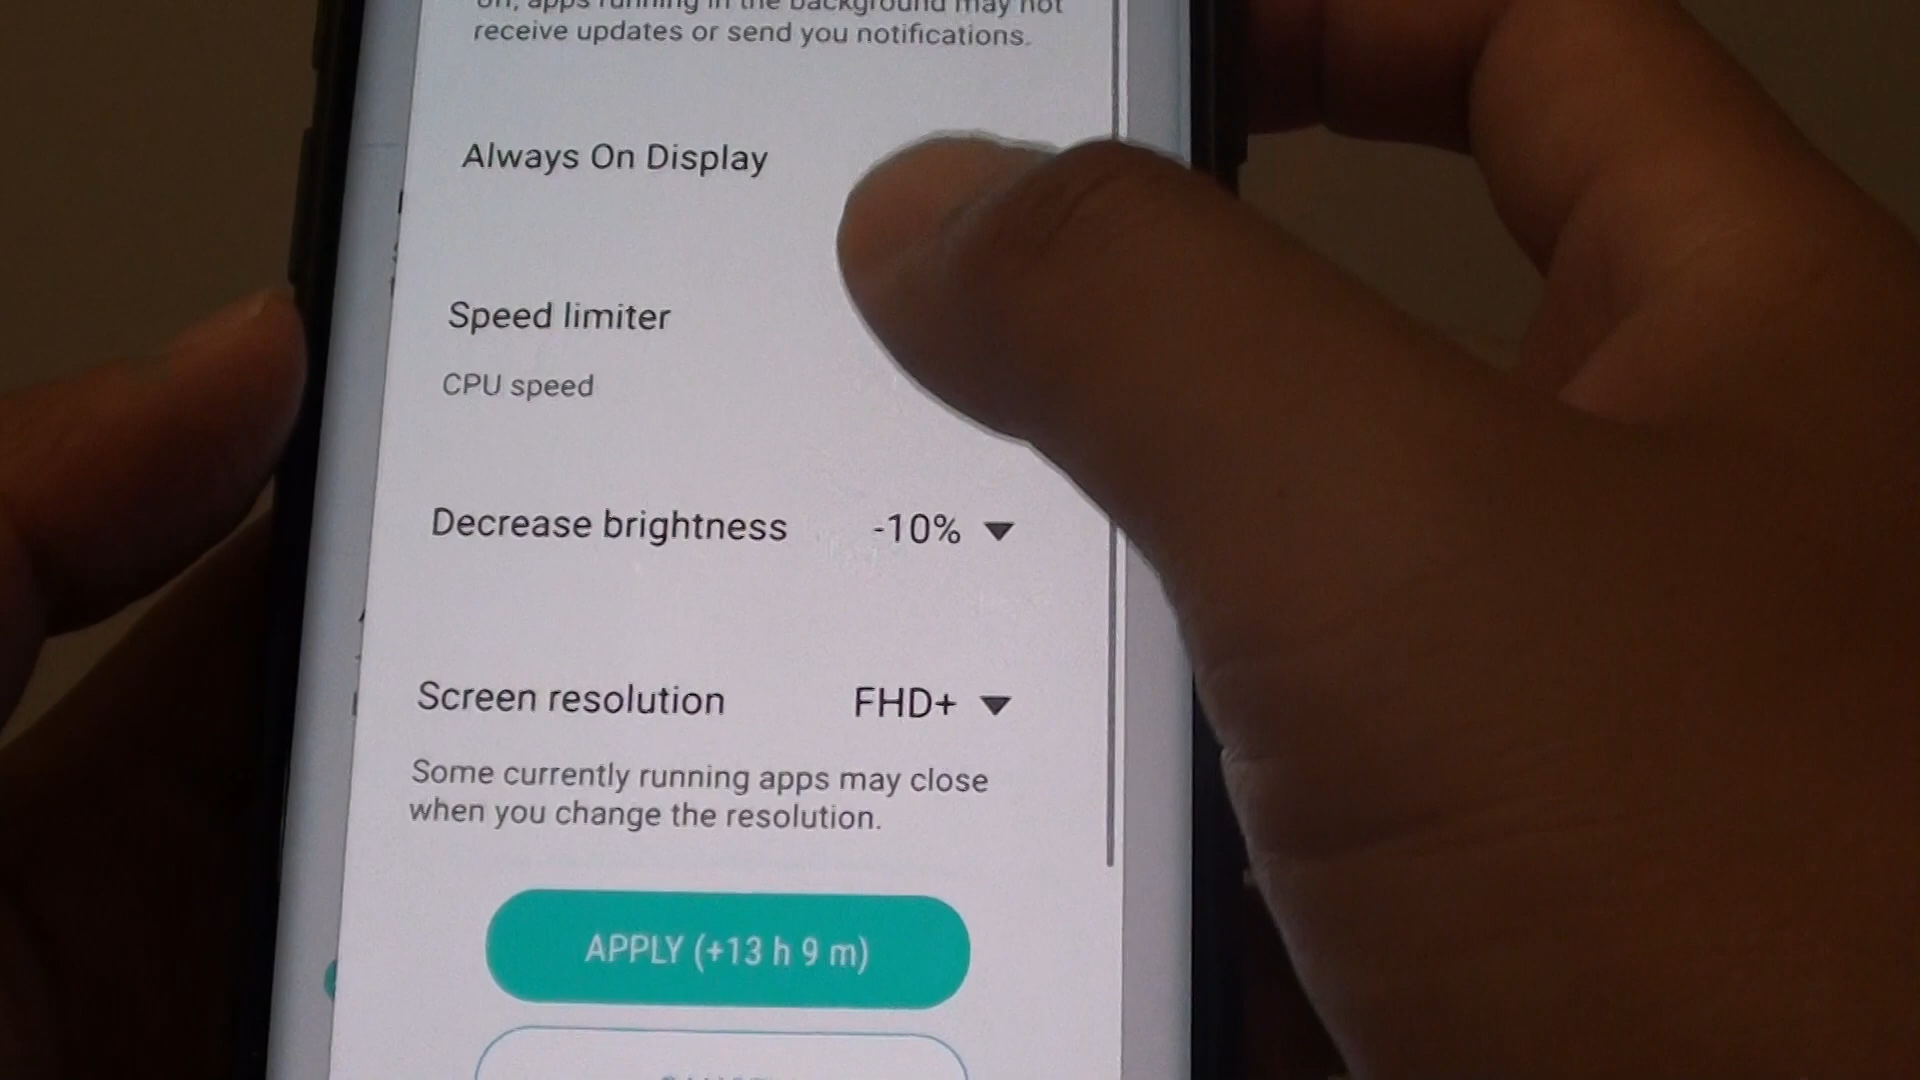 on, apps running in the background may not
receive updates or send you notifications.
Always On Display
Speed limiter
CPU speed
Decrease brightness -10%
Screen resolution FHD+
Some currently running apps may close
when you change the resolution.
APPLY (+13 h 9 m)